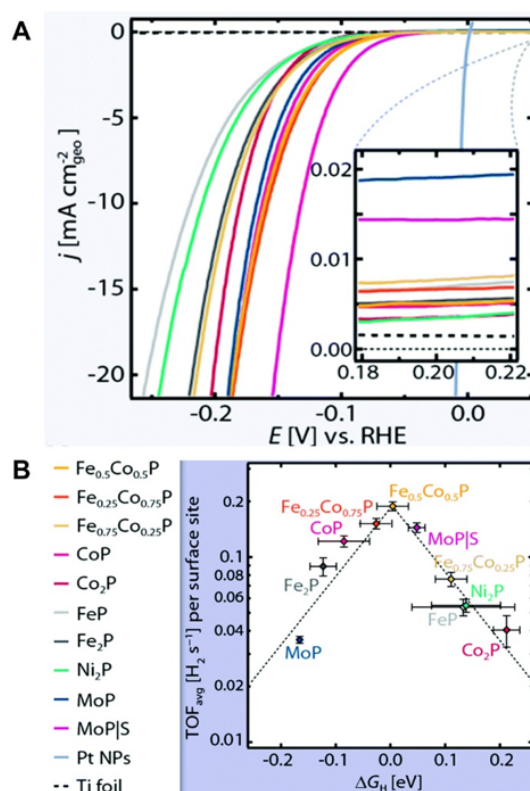 A
0
-5
-10
-15
-20
j [mA cm⁻²geo]
0.02
0.01
0.00
0.18 0.20 0.22
-0.2 -0.1 0.0
E [V] vs. RHE
B
Fe0.5Co0.5P
Fe0.25Co0.75P
Fe0.75Co0.25P
CoP
Co2P
FeP
Fe2P
Ni2P
MoP
MoP|S
Pt NPs
Ti foil
TOFavg [H2 s⁻¹] per surface site
0.2
0.1
0.08
0.06
0.04
0.02
0.01
Fe0.5Co0.5P
Fe0.25Co0.75P
CoP
MoP|S
Fe2P
Fe0.75Co0.25P
Ni2P
FeP
MoP
Co2P
-0.2 -0.1 0.0 0.1 0.2
ΔGH [eV]